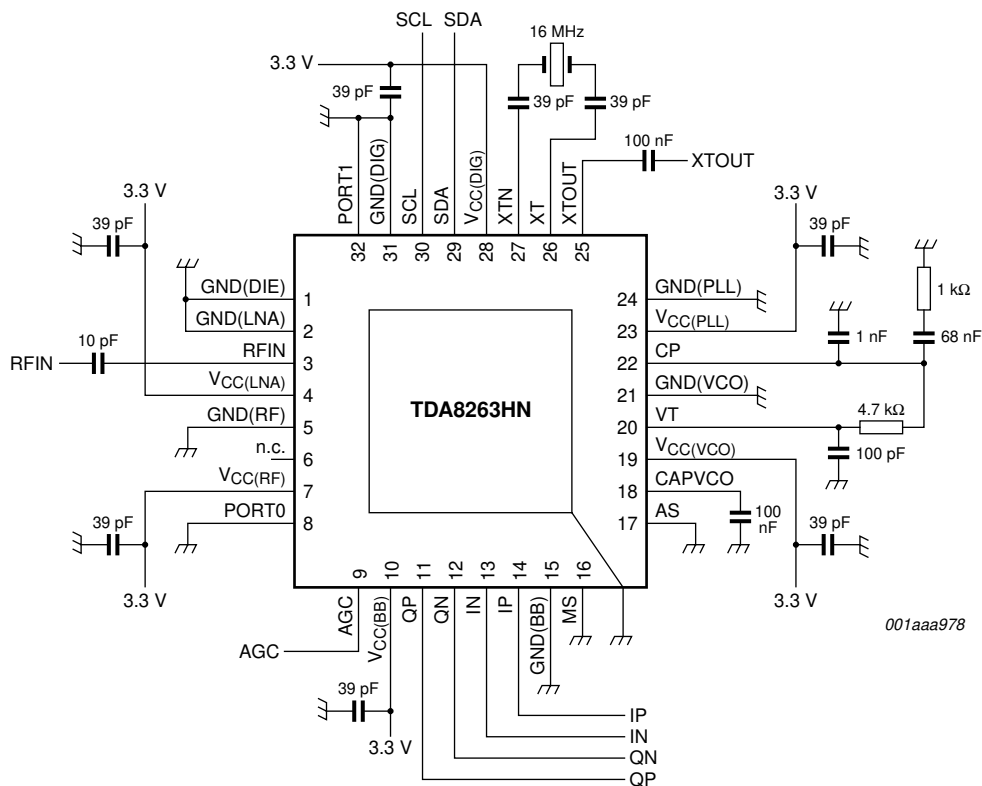 SCL SDA
16 MHz
3.3 V
39 pF
39 pF
39 pF
100 nF
XTOUT
PORT1
GND(DIG)
SCL
SDA
VCC(DIG)
XTN
XT
XTOUT
32 31 30 29 28 27 26 25
3.3 V
39 pF
3.3 V
39 pF
GND(DIE) 1
GND(LNA) 2
10 pF
RFIN
RFIN 3
VCC(LNA) 4
GND(RF) 5
n.c. 6
VCC(RF) 7
PORT0 8
39 pF
3.3 V
TDA8263HN
24 GND(PLL)
23 VCC(PLL)
22 CP
21 GND(VCO)
20 VT
19 VCC(VCO)
18 CAPVCO
17 AS
1 kΩ
1 nF
68 nF
4.7 kΩ
100 pF
100 nF
39 pF
3.3 V
9 10 11 12 13 14 15 16
AGC
VCC(BB)
QP
QN
IN
IP
GND(BB)
MS
AGC
39 pF
3.3 V
IP
IN
QN
QP
001aaa978